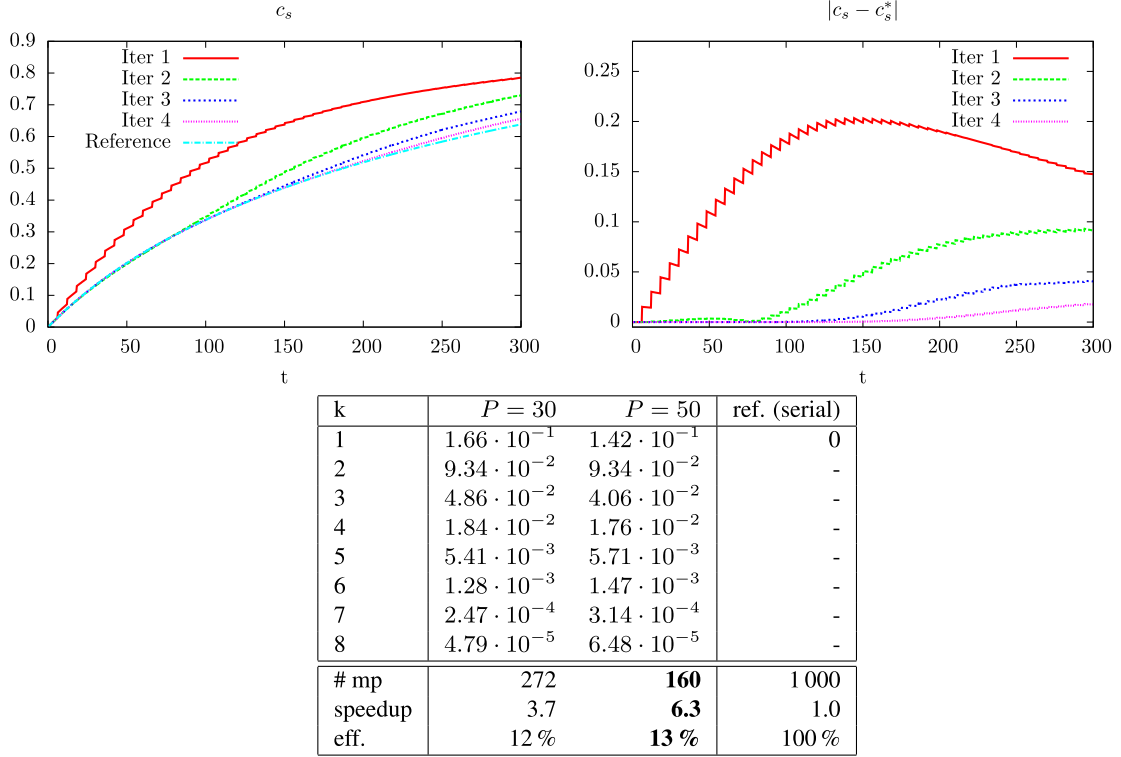 c_s
0.9
0.8
0.7
0.6
0.5
0.4
0.3
0.2
0.1
0
Iter 1
Iter 2
Iter 3
Iter 4
Reference
0 50 100 150 200 250 300
t
|c_s − c_s^*|
0.25
0.2
0.15
0.1
0.05
0
Iter 1
Iter 2
Iter 3
Iter 4
0 50 100 150 200 250 300
t
k P = 30 P = 50 ref. (serial)
1 1.66 · 10^−1 1.42 · 10^−1 0
2 9.34 · 10^−2 9.34 · 10^−2 -
3 4.86 · 10^−2 4.06 · 10^−2 -
4 1.84 · 10^−2 1.76 · 10^−2 -
5 5.41 · 10^−3 5.71 · 10^−3 -
6 1.28 · 10^−3 1.47 · 10^−3 -
7 2.47 · 10^−4 3.14 · 10^−4 -
8 4.79 · 10^−5 6.48 · 10^−5 -
# mp 272 160 1 000
speedup 3.7 6.3 1.0
eff. 12 % 13 % 100 %